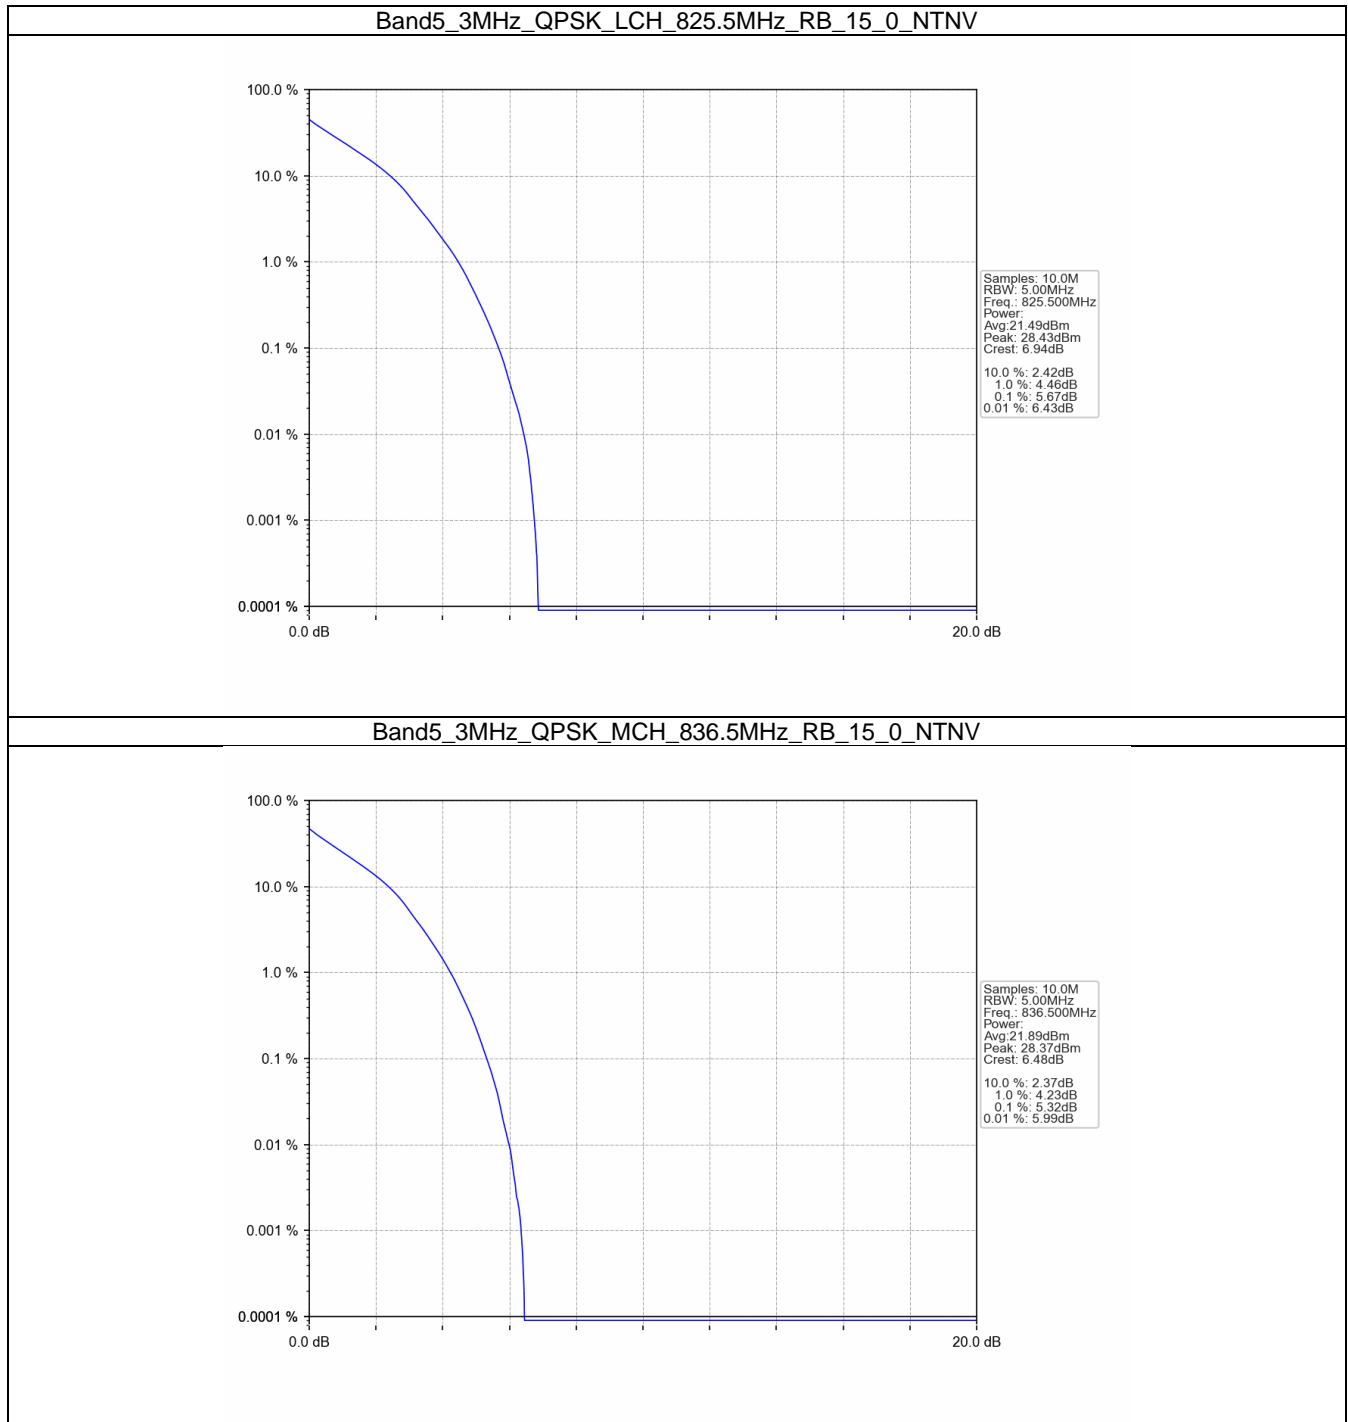 Band5_3MHz_QPSK_LCH_825.5MHz_RB_15_0_NTNV
100.0 %
10.0 %
1.0 %
0.1 %
0.01 %
0.001 %
0.0001 %
0.0 dB
20.0 dB
Samples: 10.0M
RBW: 5.00MHz
Freq.: 825.500MHz
Power:
Avg:21.49dBm
Peak: 28.43dBm
Crest: 6.94dB
10.0 %: 2.42dB
1.0 %: 4.46dB
0.1 %: 5.67dB
0.01 %: 6.43dB
Band5_3MHz_QPSK_MCH_836.5MHz_RB_15_0_NTNV
100.0 %
10.0 %
1.0 %
0.1 %
0.01 %
0.001 %
0.0001 %
0.0 dB
20.0 dB
Samples: 10.0M
RBW: 5.00MHz
Freq.: 836.500MHz
Power:
Avg:21.89dBm
Peak: 28.37dBm
Crest: 6.48dB
10.0 %: 2.37dB
1.0 %: 4.23dB
0.1 %: 5.32dB
0.01 %: 5.99dB